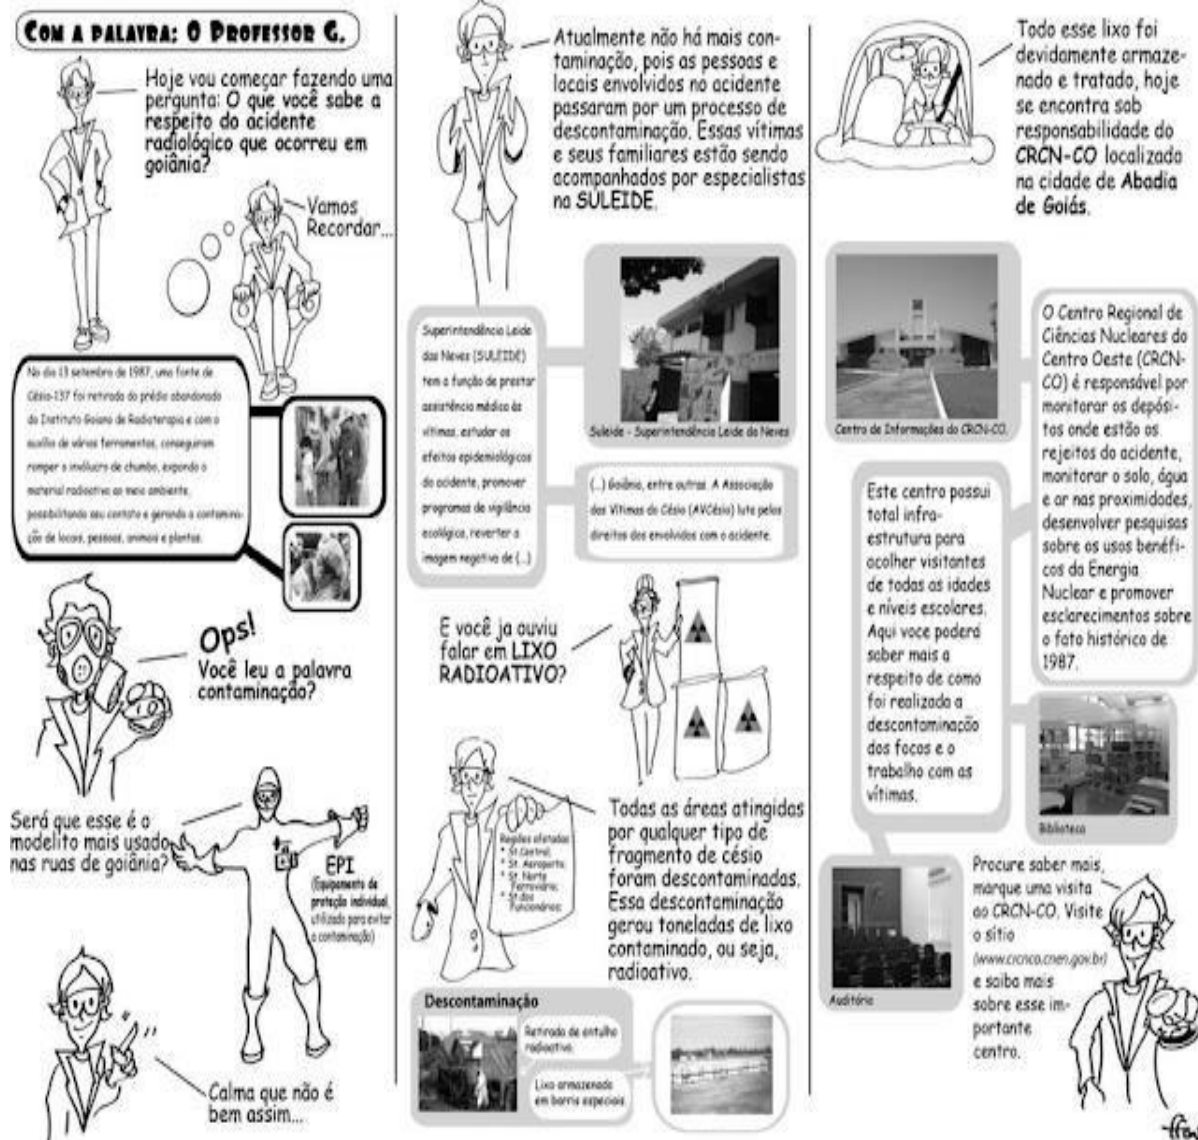 COM A PALAVRA: O PROFESSOR G.
Hoje vou começar fazendo uma
pergunta: O que você sabe a
respeito do acidente
radiológico que ocorreu em
goiânia?
Vamos
Recordar...
No dia 13 setembro de 1987, uma fonte de
Césio-137 foi retirada do prédio abandonado
do Instituto Goiano de Radioterapia e com o
auxílio de várias ferramentas, conseguiram
romper o invólucro de chumbo, expondo o
material radioativo ao meio ambiente,
possibilitando seu contato e gerando a contamina-
ção de locais, pessoas, animais e plantas.
Ops!
Você leu a palavra
contaminação?
Será que esse é o
modelito mais usado
nas ruas de goiânia?
EPI
(Equipamento de
proteção individual,
utilizado para evitar
a contaminação)
Calma que não é
bem assim...
Atualmente não há mais con-
taminação, pois as pessoas e
locais envolvidos no acidente
passaram por um processo de
descontaminação. Essas vítimas
e seus familiares estão sendo
acompanhados por especialistas
na SULEIDE.
Superintendência Leide
das Neves (SULEIDE)
tem a função de prestar
assistência médica às
vítimas, estudar os
efeitos epidemiológicos
do acidente, promover
programas de vigilância
ecológica, reverter a
imagem negativa de (...)
Suleide - Superintendência Leide da Neves
(...) Goiânia, entre outras. A Associação
das Vítimas do Césio (AVCésio) luta pelos
direitos dos envolvidos com o acidente.
E você ja ouviu
falar em LIXO
RADIOATIVO?
Regiões afetadas
* St. Central;
* St. Aeroporto;
* St. Norte
Ferroviário;
* St dos
Funcionários;
Todas as áreas atingidas
por qualquer tipo de
fragmento de césio
foram descontaminadas.
Essa descontaminação
gerou toneladas de lixo
contaminado, ou seja,
radioativo.
Descontaminação
Retirada de entulho
radioativo.
Lixo armazenado
em barris especiais.
Todo esse lixo foi
devidamente armaze-
nado e tratado, hoje
se encontra sob
responsabilidade do
CRCN-CO localizado
na cidade de Abadia
de Goiás.
Centro de Informações do CRCN-CO.
O Centro Regional de
Ciências Nucleares do
Centro Oeste (CRCN-
CO) é responsável por
monitorar os depósi-
tos onde estão os
rejeitos do acidente,
monitorar o solo, água
e ar nas proximidades,
desenvolver pesquisas
sobre os usos benéfi-
cos da Energia
Nuclear e promover
esclarecimentos sobre
o fato histórico de
1987.
Este centro possui
total infra-
estrutura para
acolher visitantes
de todas as idades
e níveis escolares.
Aqui voce poderá
saber mais a
respeito de como
foi realizada a
descontaminação
dos focos e o
trabalho com as
vítimas.
Biblioteca
Auditório
Procure saber mais,
marque uma visita
ao CRCN-CO. Visite
o sítio
(www.crcnco.cnen.gov.br)
e saiba mais
sobre esse im-
portante
centro.